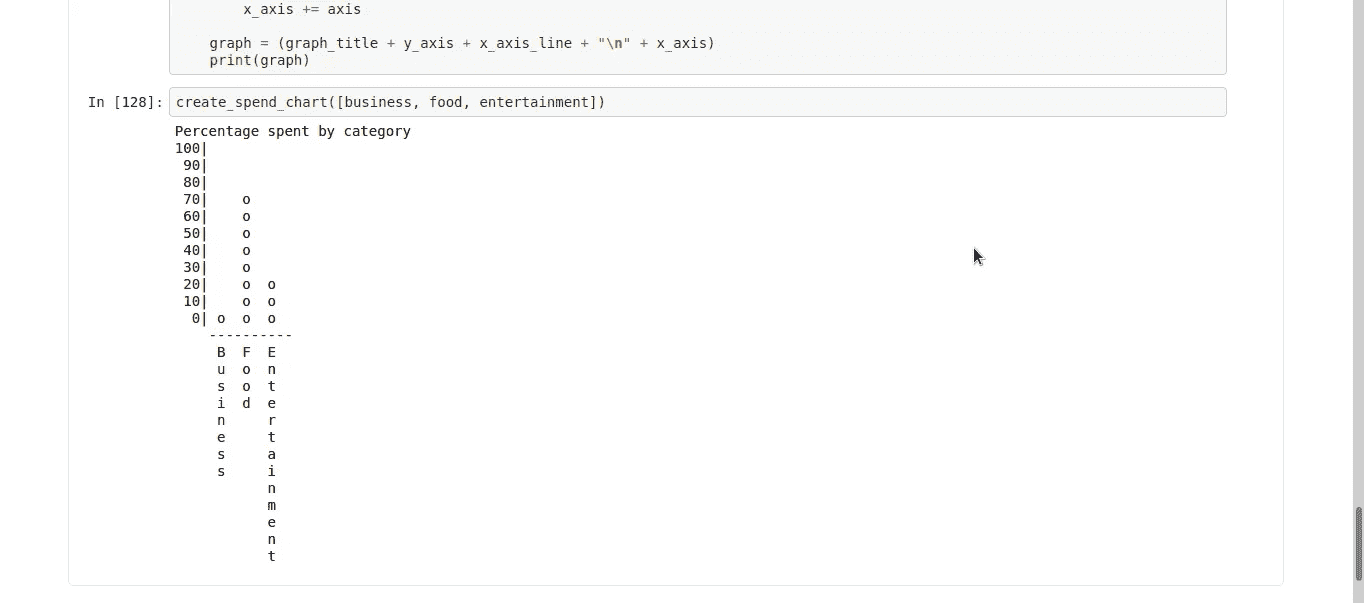 x_axis += axis
    graph = (graph_title + y_axis + x_axis_line + "\n" + x_axis)
    print(graph)
In [128]: create_spend_chart([business, food, entertainment])
Percentage spent by category
100|
 90|
 80|
 70|    o
 60|    o
 50|    o
 40|    o
 30|    o
 20|    o  o
 10|    o  o
  0| o  o  o
    ----------
     B  F  E
     u  o  n
     s  o  t
     i  d  e
     n     r
     e     t
     s     a
     s     i
           n
           m
           e
           n
           t